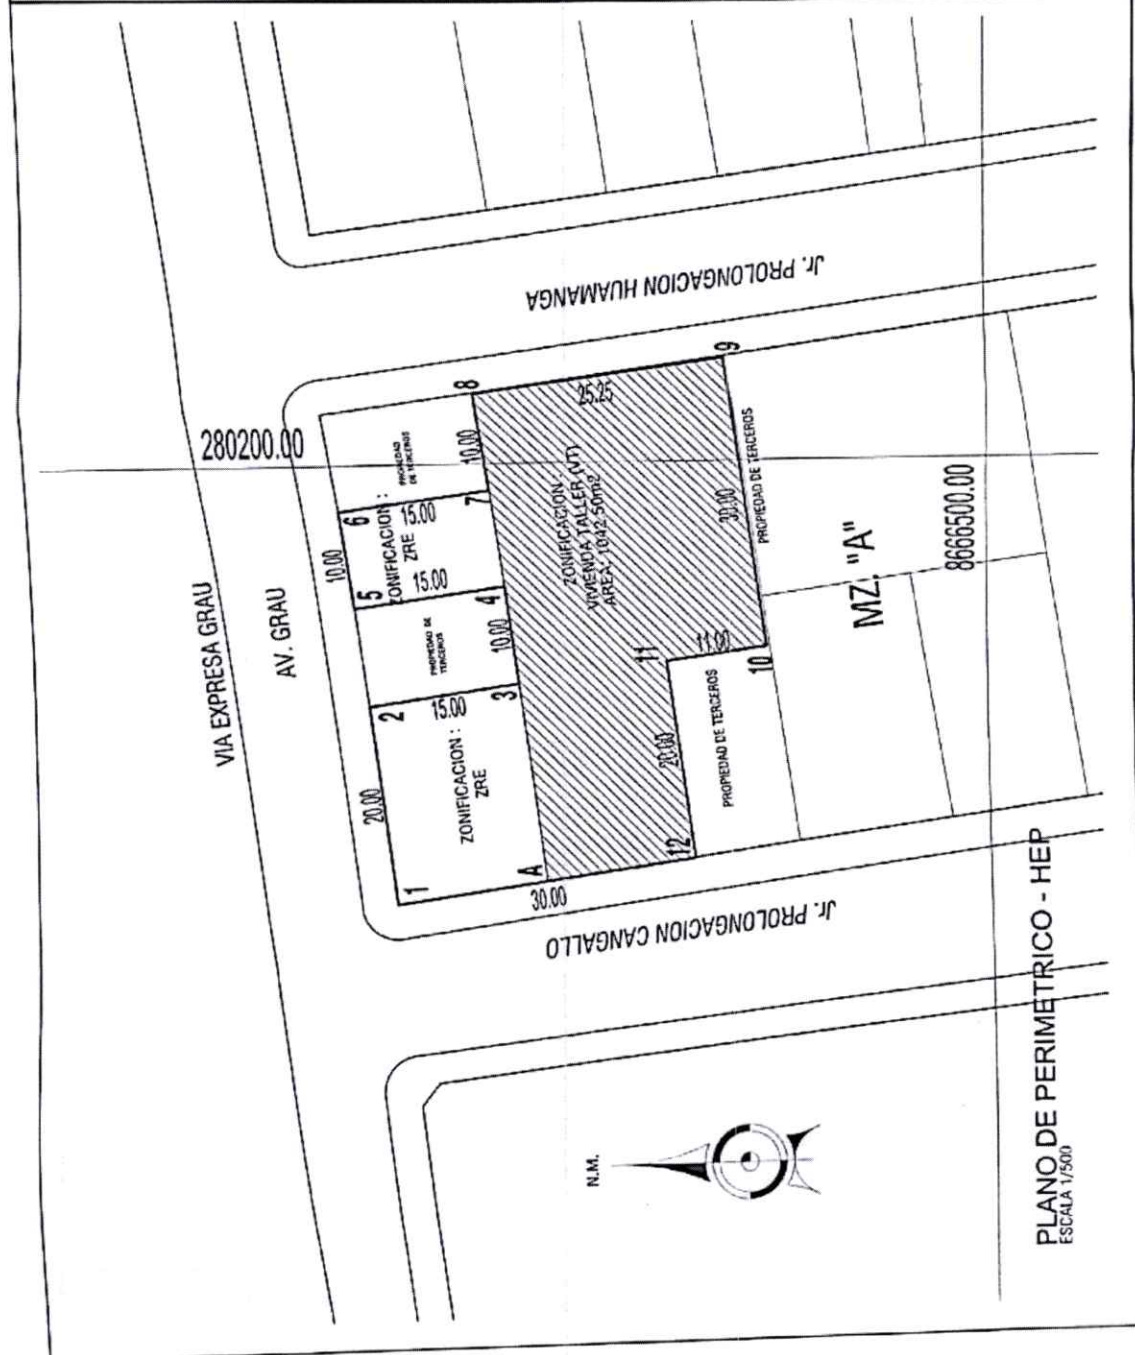 VIA EXPRESA GRAU
AV. GRAU
280200.00
Jr. PROLONGACION HUAMANGA
1
20.00
2
5
10.00
6
ZONIFICACION :
ZRE
15.00
PROPIEDAD DE
TERCEROS
15.00
ZONIFICACION :
ZRE
15.00
PROPIEDAD
DE TERCEROS
A
3
10.00
4
7
10.00
8
30.00
ZONIFICACION :
VIVIENDA TALLER (VT)
AREA: 1042.50m2
25.25
12
20.00
11
11.00
10
30.00
9
PROPIEDAD DE TERCEROS
PROPIEDAD DE TERCEROS
MZ. "A"
8666500.00
Jr. PROLONGACION CANGALLO
N.M.
PLANO DE PERIMETRICO - HEP
ESCALA 1/500